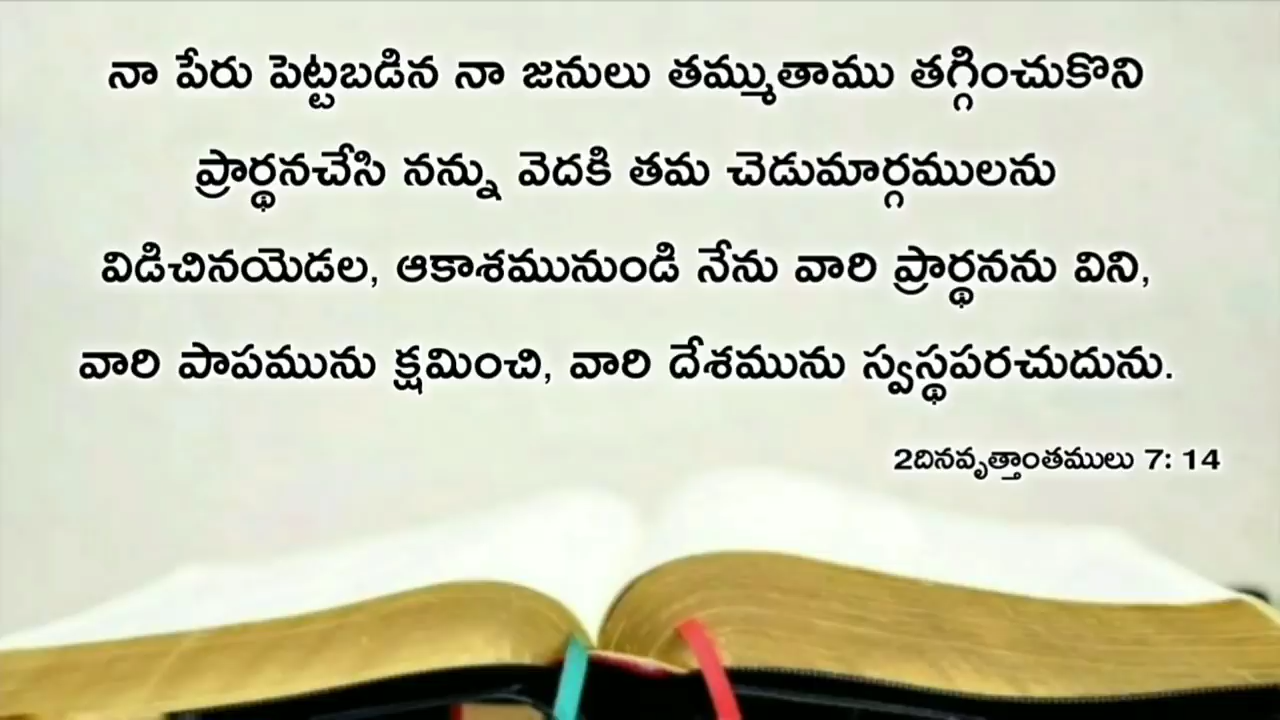 నా పేరు పెట్టబడిన నా జనులు తమ్ముతాము తగ్గించుకొని
ప్రార్థనచేసి నన్ను వెదకి తమ చెడుమార్గములను
విడిచినయెడల, ఆకాశమునుండి నేను వారి ప్రార్థనను విని,
వారి పాపమును క్షమించి, వారి దేశమును స్వస్థపరచుదును.
2దినవృత్తాంతములు 7: 14